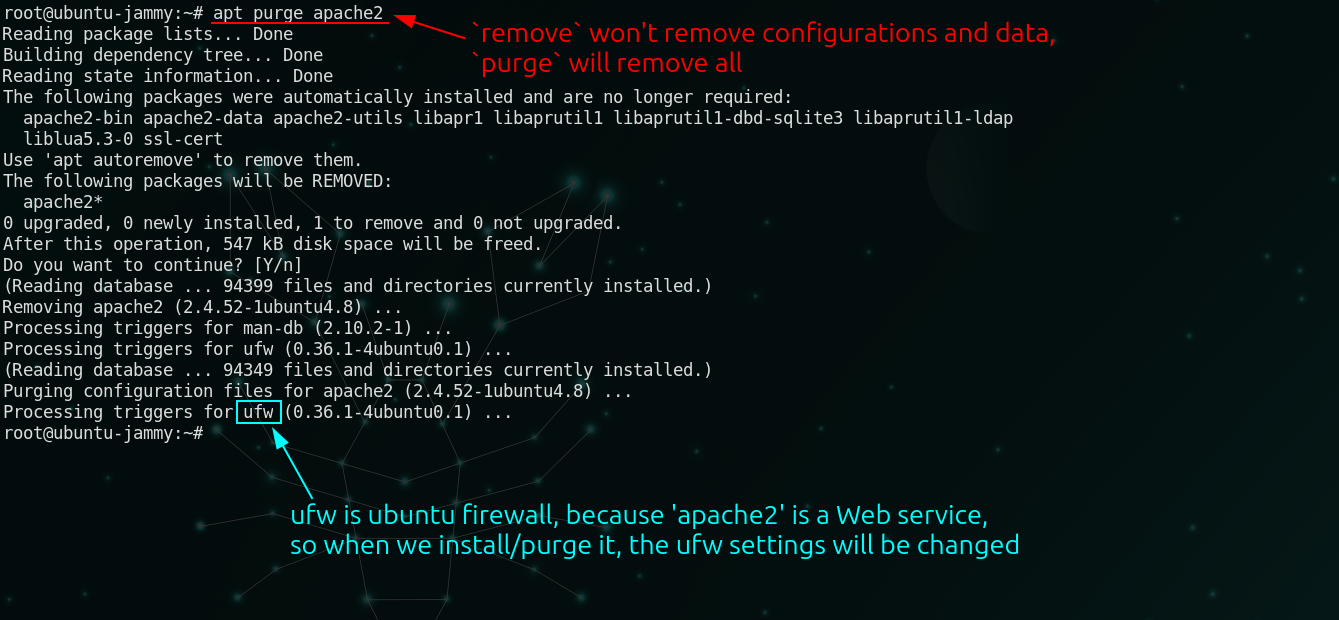 root@ubuntu-jammy:~# apt purge apache2
`remove` won't remove configurations and data,
`purge` will remove all
Reading package lists... Done
Building dependency tree... Done
Reading state information... Done
The following packages were automatically installed and are no longer required:
  apache2-bin apache2-data apache2-utils libapr1 libaprutil1 libaprutil1-dbd-sqlite3 libaprutil1-ldap
  liblua5.3-0 ssl-cert
Use 'apt autoremove' to remove them.
The following packages will be REMOVED:
  apache2*
0 upgraded, 0 newly installed, 1 to remove and 0 not upgraded.
After this operation, 547 kB disk space will be freed.
Do you want to continue? [Y/n]
(Reading database ... 94399 files and directories currently installed.)
Removing apache2 (2.4.52-1ubuntu4.8) ...
Processing triggers for man-db (2.10.2-1) ...
Processing triggers for ufw (0.36.1-4ubuntu0.1) ...
(Reading database ... 94349 files and directories currently installed.)
Purging configuration files for apache2 (2.4.52-1ubuntu4.8) ...
Processing triggers for ufw (0.36.1-4ubuntu0.1) ...
root@ubuntu-jammy:~#
ufw is ubuntu firewall, because 'apache2' is a Web service,
so when we install/purge it, the ufw settings will be changed